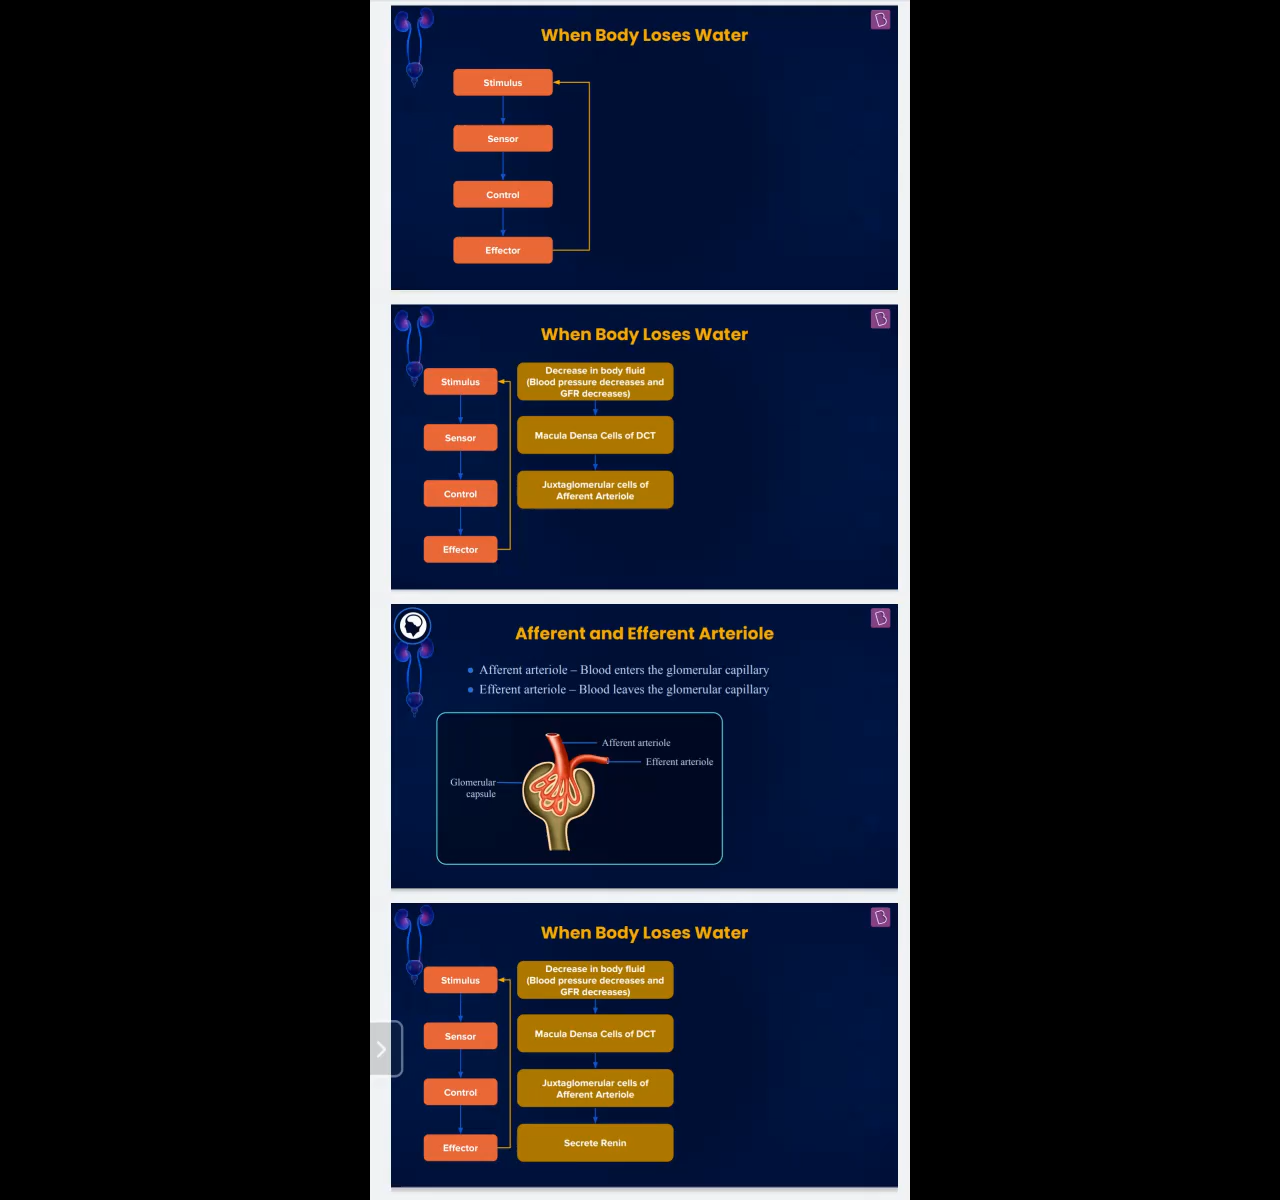 When Body Loses Water
Stimulus
Sensor
Control
Effector
When Body Loses Water
Stimulus
Sensor
Control
Effector
Decrease in body fluid
(Blood pressure decreases and
GFR decreases)
Macula Densa Cells of DCT
Juxtaglomerular cells of
Afferent Arteriole
Afferent and Efferent Arteriole
Afferent arteriole – Blood enters the glomerular capillary
Efferent arteriole – Blood leaves the glomerular capillary
Afferent arteriole
Efferent arteriole
Glomerular
capsule
When Body Loses Water
Stimulus
Sensor
Control
Effector
Decrease in body fluid
(Blood pressure decreases and
GFR decreases)
Macula Densa Cells of DCT
Juxtaglomerular cells of
Afferent Arteriole
Secrete Renin